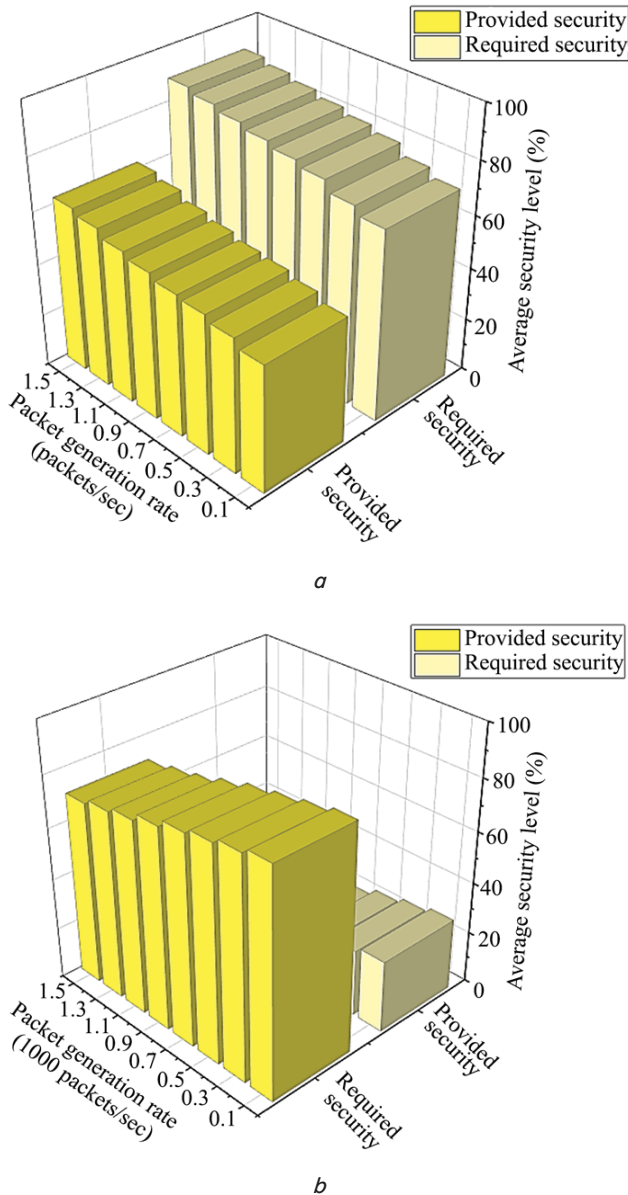 Provided security
Required security
100
80
60
40
20
0
Average security level (%)
1.5
1.3
1.1
0.9
0.7
0.5
0.3
0.1
Packet generation rate
(packets/sec)
Provided
security
Required
security
a
Provided security
Required security
100
80
60
40
20
0
Average security level (%)
1.5
1.3
1.1
0.9
0.7
0.5
0.3
0.1
Packet generation rate
(1000 packets/sec)
Required
security
Provided
security
b